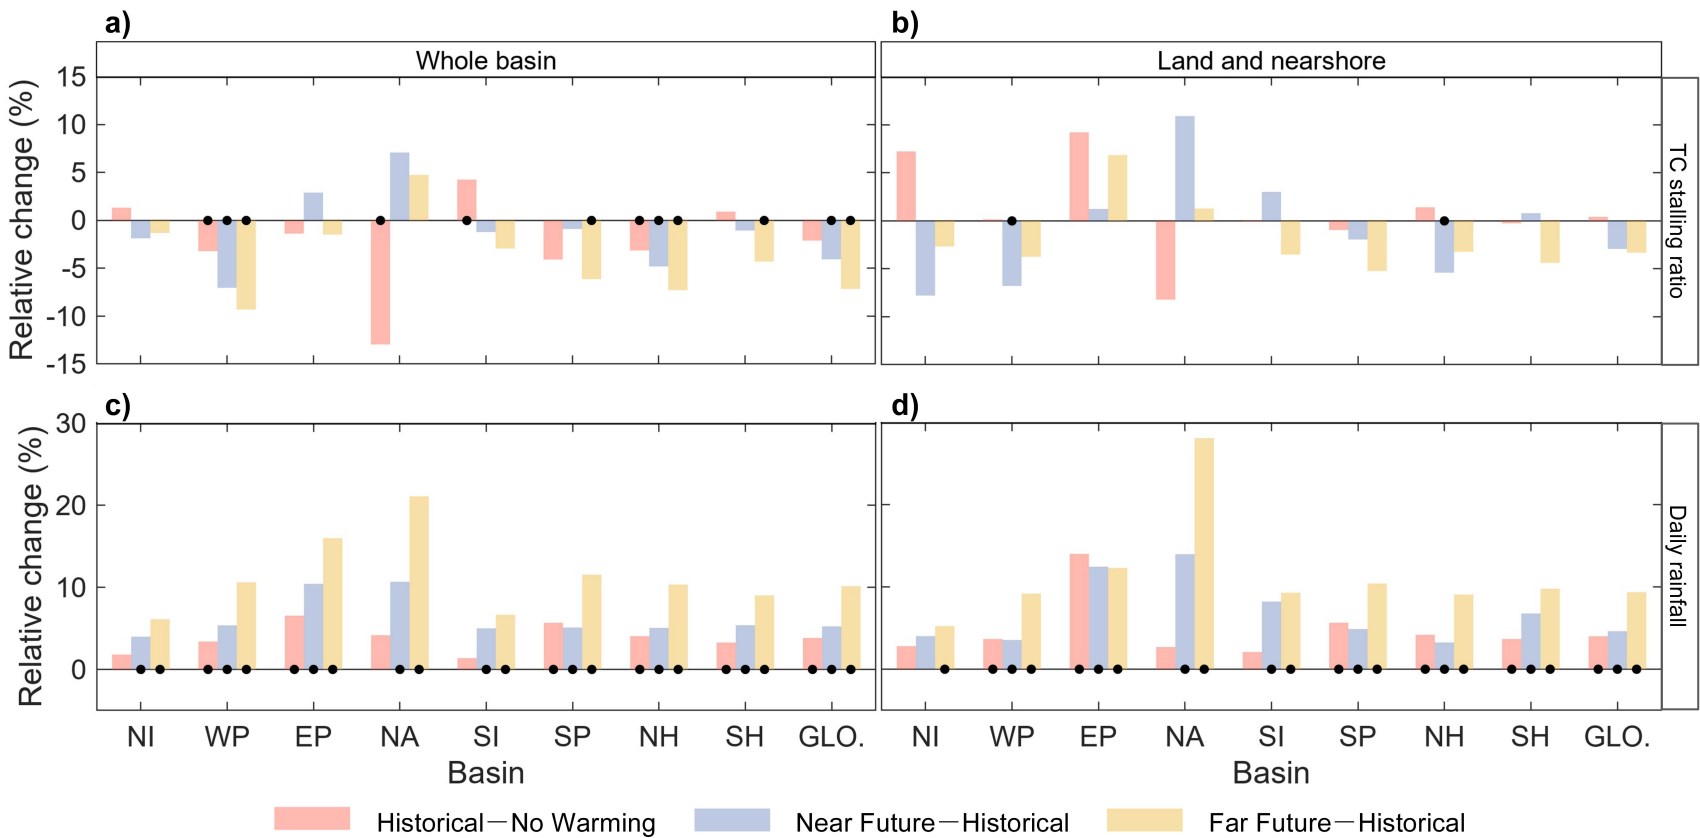 a)
b)
Whole basin
Land and nearshore
Relative change (%)
15
10
5
0
-5
-10
-15
TC stalling ratio
c)
d)
Relative change (%)
30
20
10
0
Daily rainfall
NI WP EP NA SI SP NH SH GLO.
NI WP EP NA SI SP NH SH GLO.
Basin
Basin
Historical—No Warming
Near Future—Historical
Far Future—Historical